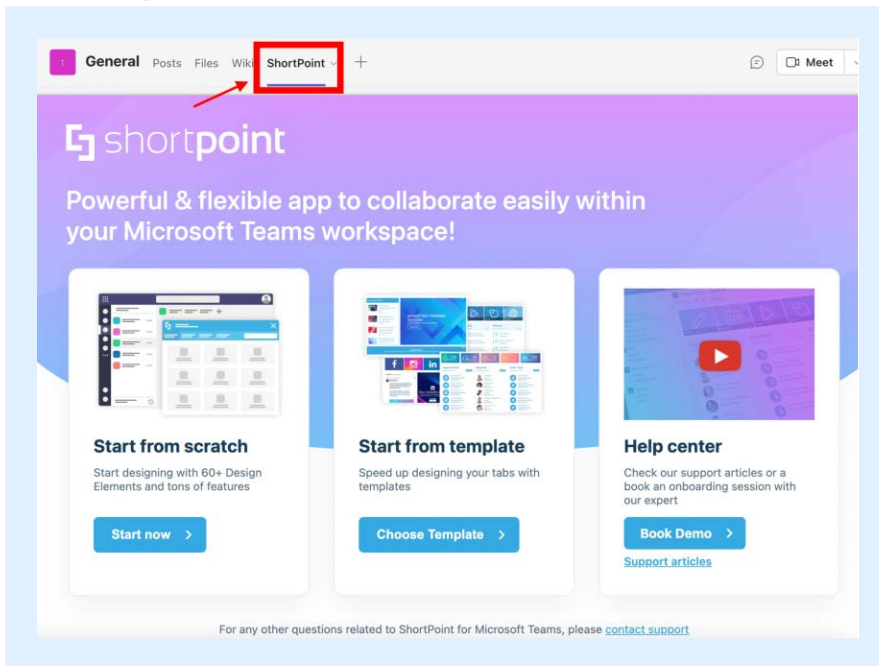 General Posts Files Wiki ShortPoint
Meet
shortpoint
Powerful & flexible app to collaborate easily within
your Microsoft Teams workspace!
Start from scratch
Start designing with 60+ Design
Elements and tons of features
Start now
Start from template
Speed up designing your tabs with
templates
Choose Template
Help center
Check our support articles or a
book an onboarding session with
our expert
Book Demo
Support articles
For any other questions related to ShortPoint for Microsoft Teams, please contact support